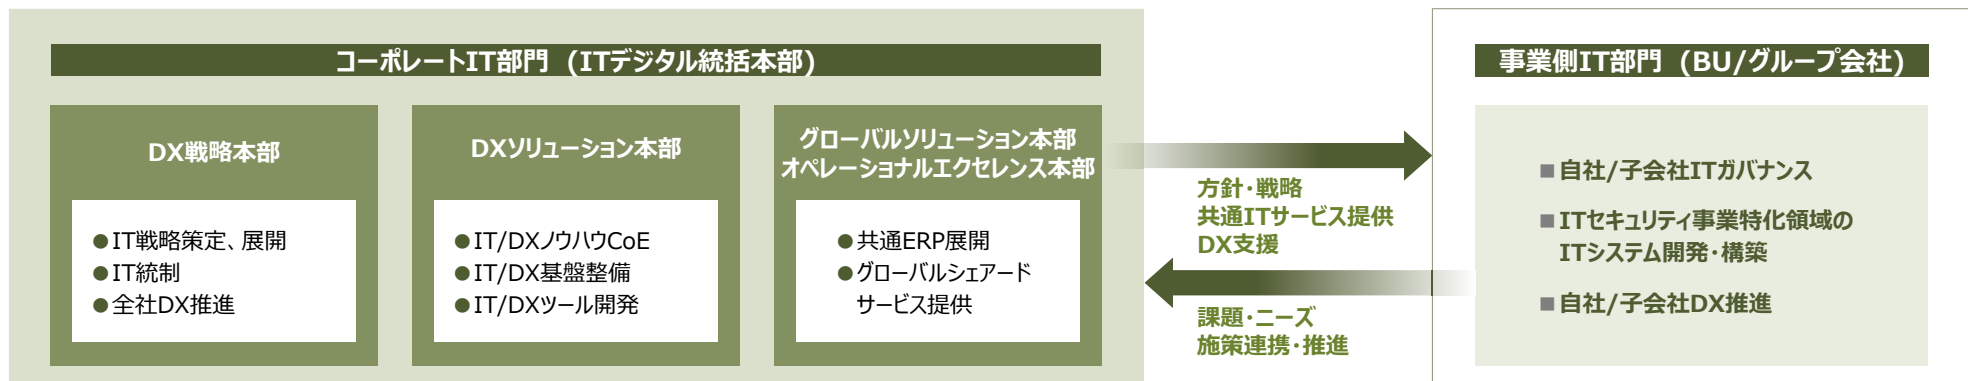 コーポレートIT部門 (ITデジタル統括本部)
DX戦略本部
●IT戦略策定、展開
●IT統制
●全社DX推進
DXソリューション本部
●IT/DXノウハウCoE
●IT/DX基盤整備
●IT/DXツール開発
グローバルソリューション本部
オペレーショナルエクセレンス本部
●共通ERP展開
●グローバルシェアード
サービス提供
方針・戦略
共通ITサービス提供
DX支援
課題・ニーズ
施策連携・推進
事業側IT部門 (BU/グループ会社)
■自社/子会社ITガバナンス
■ITセキュリティ事業特化領域の
ITシステム開発・構築
■自社/子会社DX推進